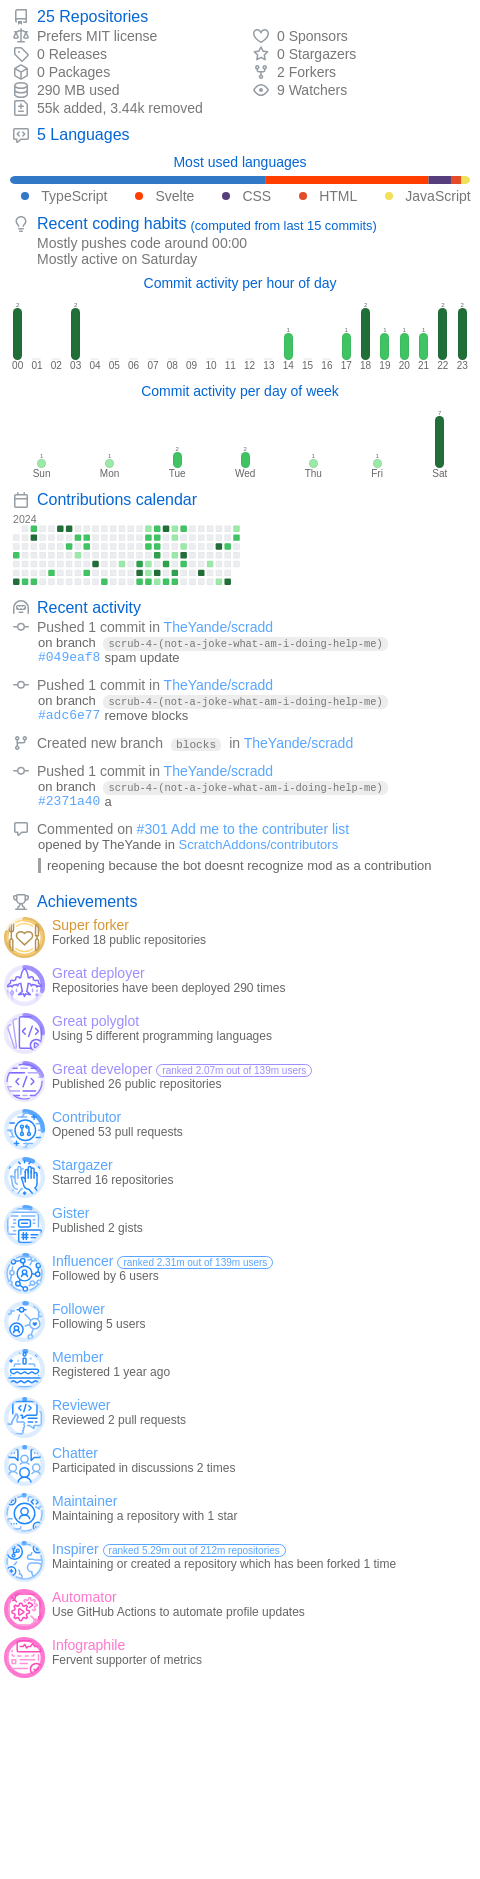 25 Repositories
Prefers MIT license
0 Sponsors
0 Releases
0 Stargazers
0 Packages
2 Forkers
290 MB used
9 Watchers
55k added, 3.44k removed
5 Languages
Most used languages
TypeScript Svelte CSS HTML JavaScript
Recent coding habits (computed from last 15 commits)
Mostly pushes code around 00:00
Mostly active on Saturday
Commit activity per hour of day
2 2 1 1 2 1 1 1 2 2
00 01 02 03 04 05 06 07 08 09 10 11 12 13 14 15 16 17 18 19 20 21 22 23
Commit activity per day of week
1 1 2 2 1 1 7
Sun Mon Tue Wed Thu Fri Sat
Contributions calendar
2024
Recent activity
Pushed 1 commit in TheYande/scradd
on branch scrub-4-(not-a-joke-what-am-i-doing-help-me)
#049eaf8 spam update
Pushed 1 commit in TheYande/scradd
on branch scrub-4-(not-a-joke-what-am-i-doing-help-me)
#adc6e77 remove blocks
Created new branch blocks in TheYande/scradd
Pushed 1 commit in TheYande/scradd
on branch scrub-4-(not-a-joke-what-am-i-doing-help-me)
#2371a40 a
Commented on #301 Add me to the contributer list
opened by TheYande in ScratchAddons/contributors
reopening because the bot doesnt recognize mod as a contribution
Achievements
Super forker
Forked 18 public repositories
Great deployer
Repositories have been deployed 290 times
Great polyglot
Using 5 different programming languages
Great developer ranked 2.07m out of 139m users
Published 26 public repositories
Contributor
Opened 53 pull requests
Stargazer
Starred 16 repositories
Gister
Published 2 gists
Influencer ranked 2.31m out of 139m users
Followed by 6 users
Follower
Following 5 users
Member
Registered 1 year ago
Reviewer
Reviewed 2 pull requests
Chatter
Participated in discussions 2 times
Maintainer
Maintaining a repository with 1 star
Inspirer ranked 5.29m out of 212m repositories
Maintaining or created a repository which has been forked 1 time
Automator
Use GitHub Actions to automate profile updates
Infographile
Fervent supporter of metrics